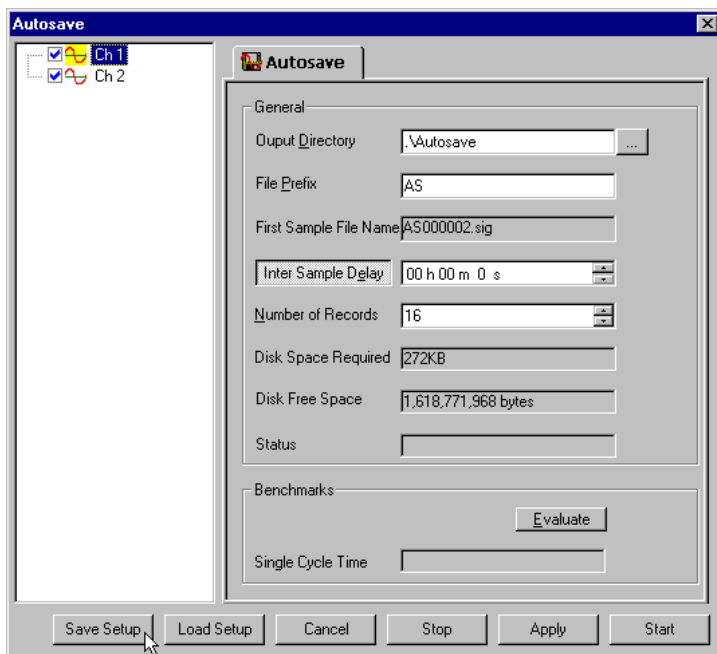 Autosave
Ch 1
Ch 2
Autosave
General
Ouput Directory
.\Autosave
...
File Prefix
AS
First Sample File Name
AS000002.sig
Inter Sample Delay
00 h 00 m 0 s
Number of Records
16
Disk Space Required
272KB
Disk Free Space
1,618,771,968 bytes
Status
Benchmarks
Evaluate
Single Cycle Time
Save Setup
Load Setup
Cancel
Stop
Apply
Start